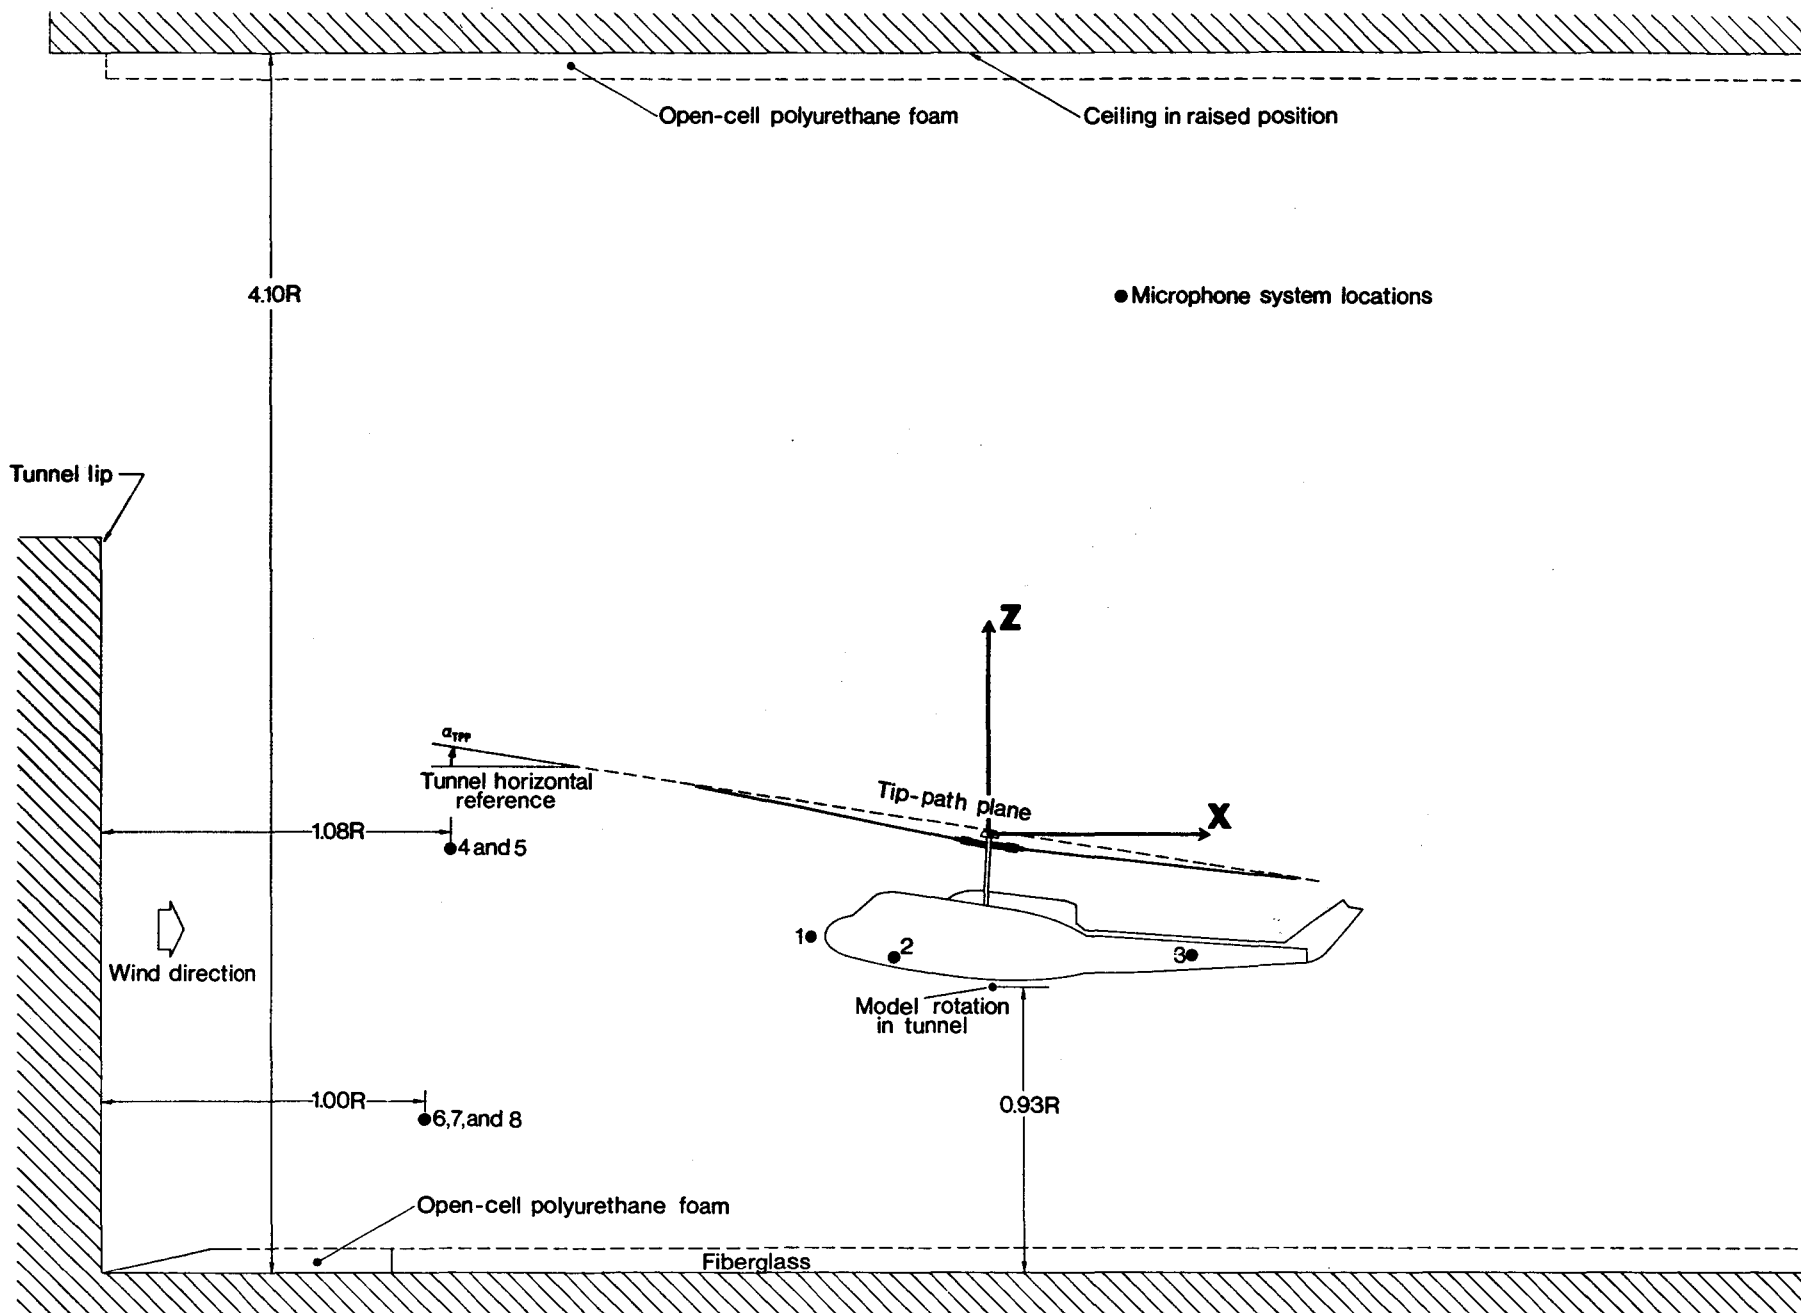 Open-cell polyurethane foam
Ceiling in raised position
4.10R
Microphone system locations
Tunnel lip
Z
αTPP
Tunnel horizontal
reference
Tip-path plane
X
1.08R
4 and 5
1
2
3
Wind direction
Model rotation
in tunnel
1.00R
6,7,and 8
0.93R
Open-cell polyurethane foam
Fiberglass